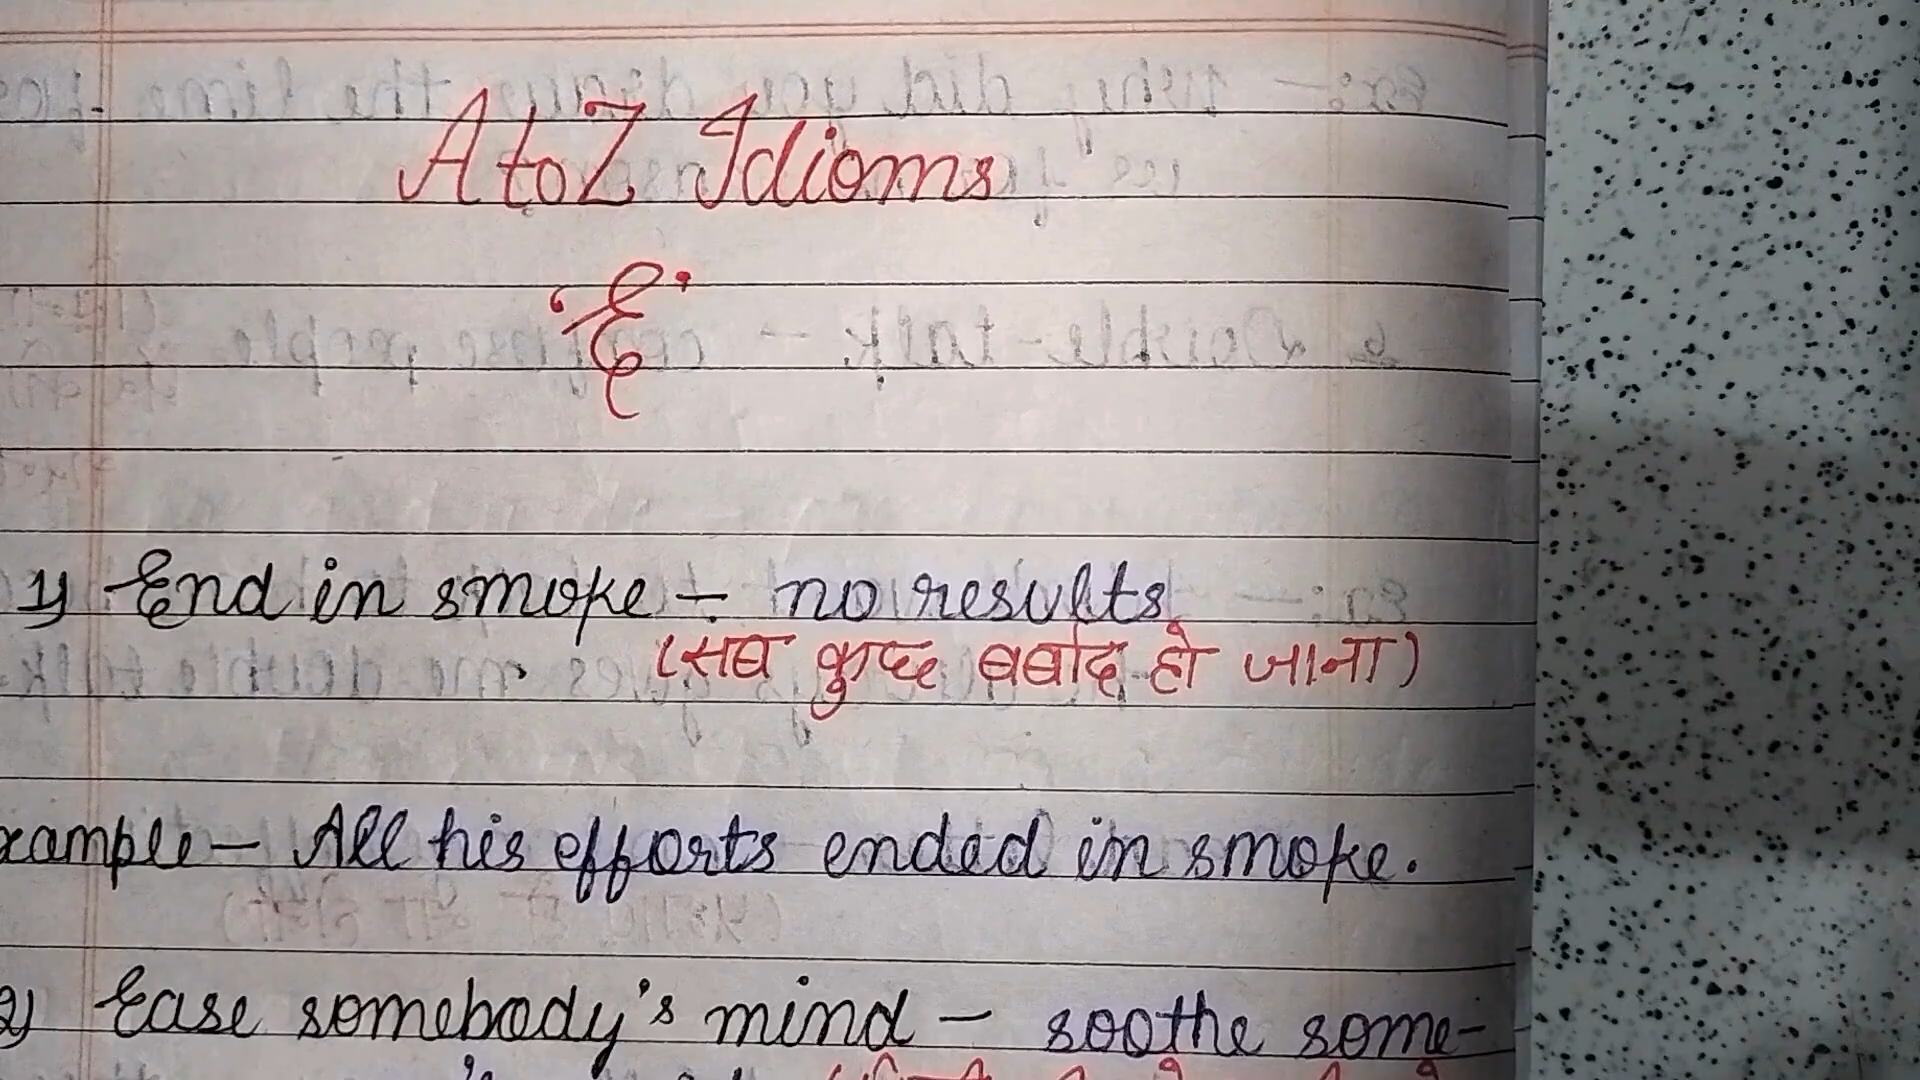 A to Z Idioms
'E'
1) End in smoke – no results
(सब कुछ बर्बाद हो जाना)
xample – All his efforts ended in smoke.
2) Ease somebody's mind – soothe some-